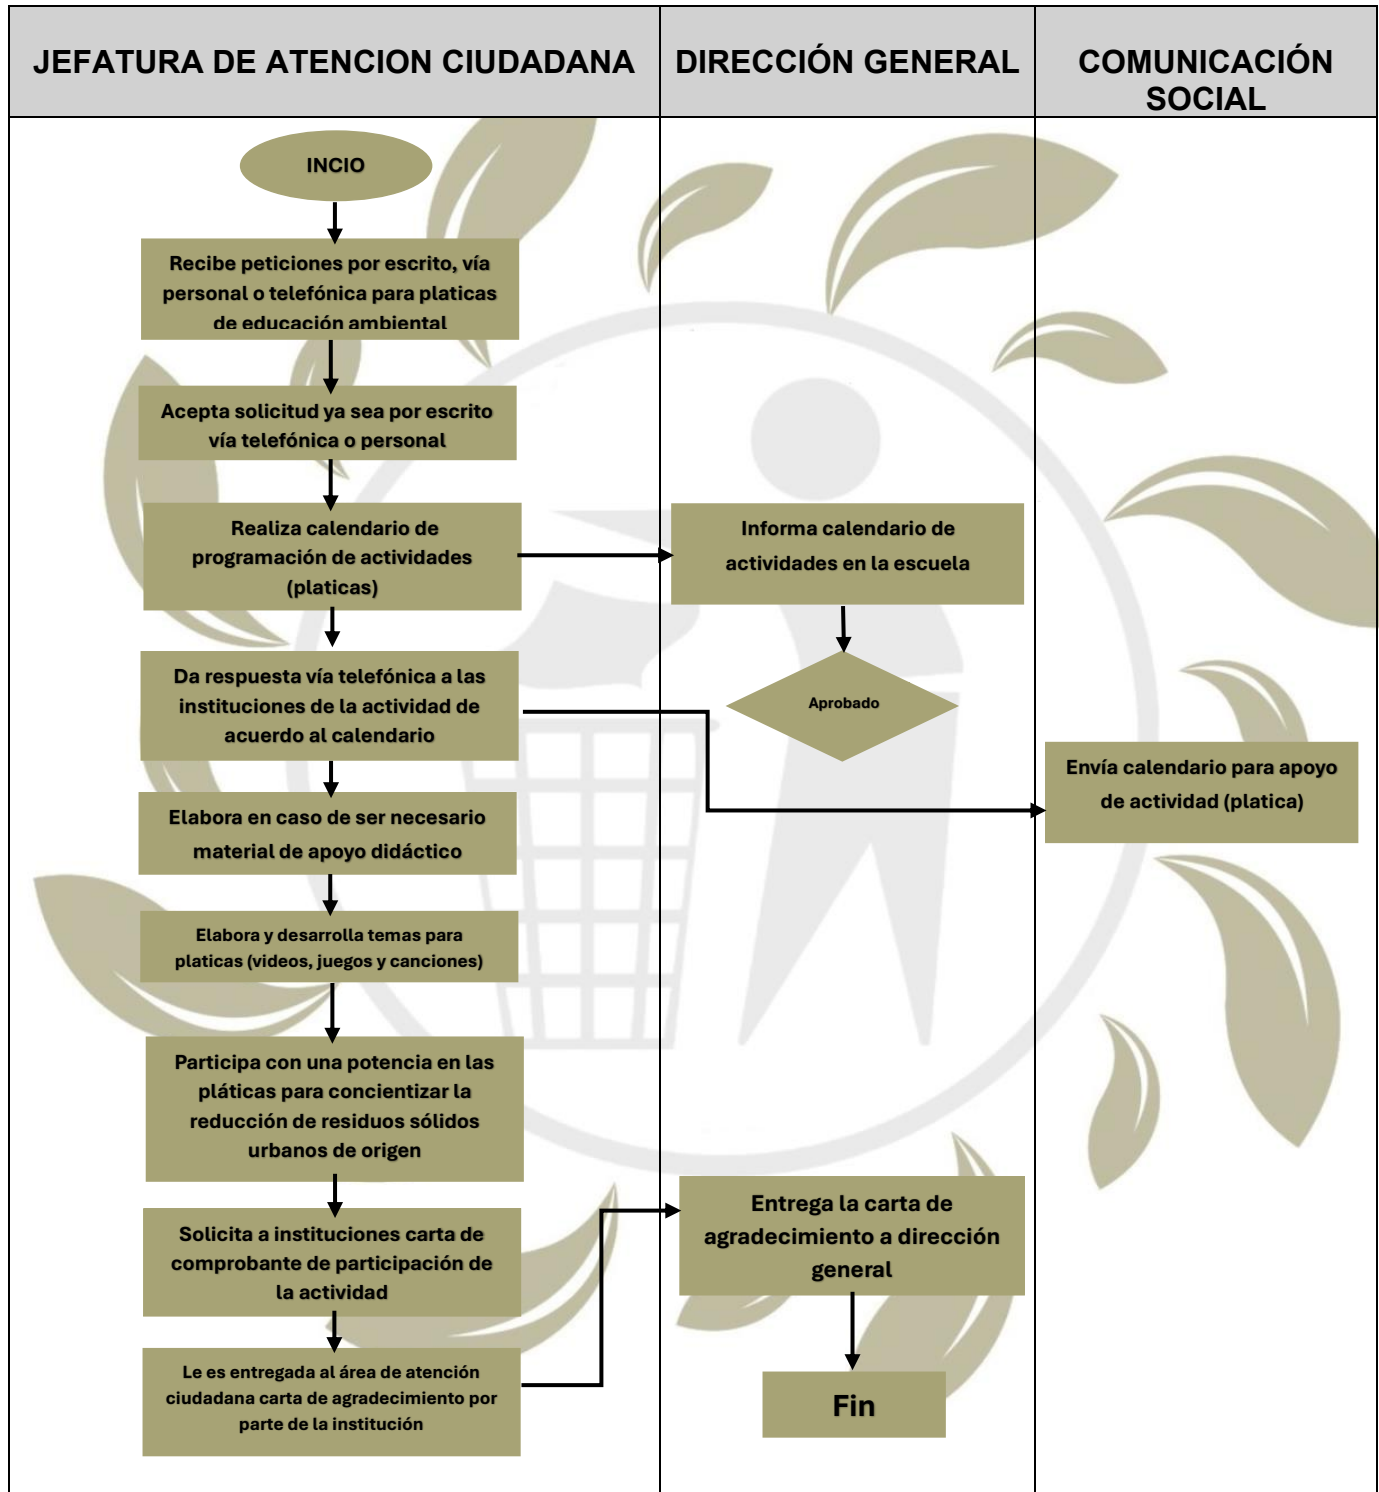 JEFATURA DE ATENCION CIUDADANA
DIRECCIÓN GENERAL
COMUNICACIÓN
SOCIAL
INCIO
Recibe peticiones por escrito, vía
personal o telefónica para platicas
de educación ambiental
Acepta solicitud ya sea por escrito
vía telefónica o personal
Realiza calendario de
programación de actividades
(platicas)
Informa calendario de
actividades en la escuela
Da respuesta vía telefónica a las
instituciones de la actividad de
acuerdo al calendario
Aprobado
Envía calendario para apoyo
de actividad (platica)
Elabora en caso de ser necesario
material de apoyo didáctico
Elabora y desarrolla temas para
platicas (videos, juegos y canciones)
Participa con una potencia en las
pláticas para concientizar la
reducción de residuos sólidos
urbanos de origen
Solicita a instituciones carta de
comprobante de participación de
la actividad
Entrega la carta de
agradecimiento a dirección
general
Le es entregada al área de atención
ciudadana carta de agradecimiento por
parte de la institución
Fin